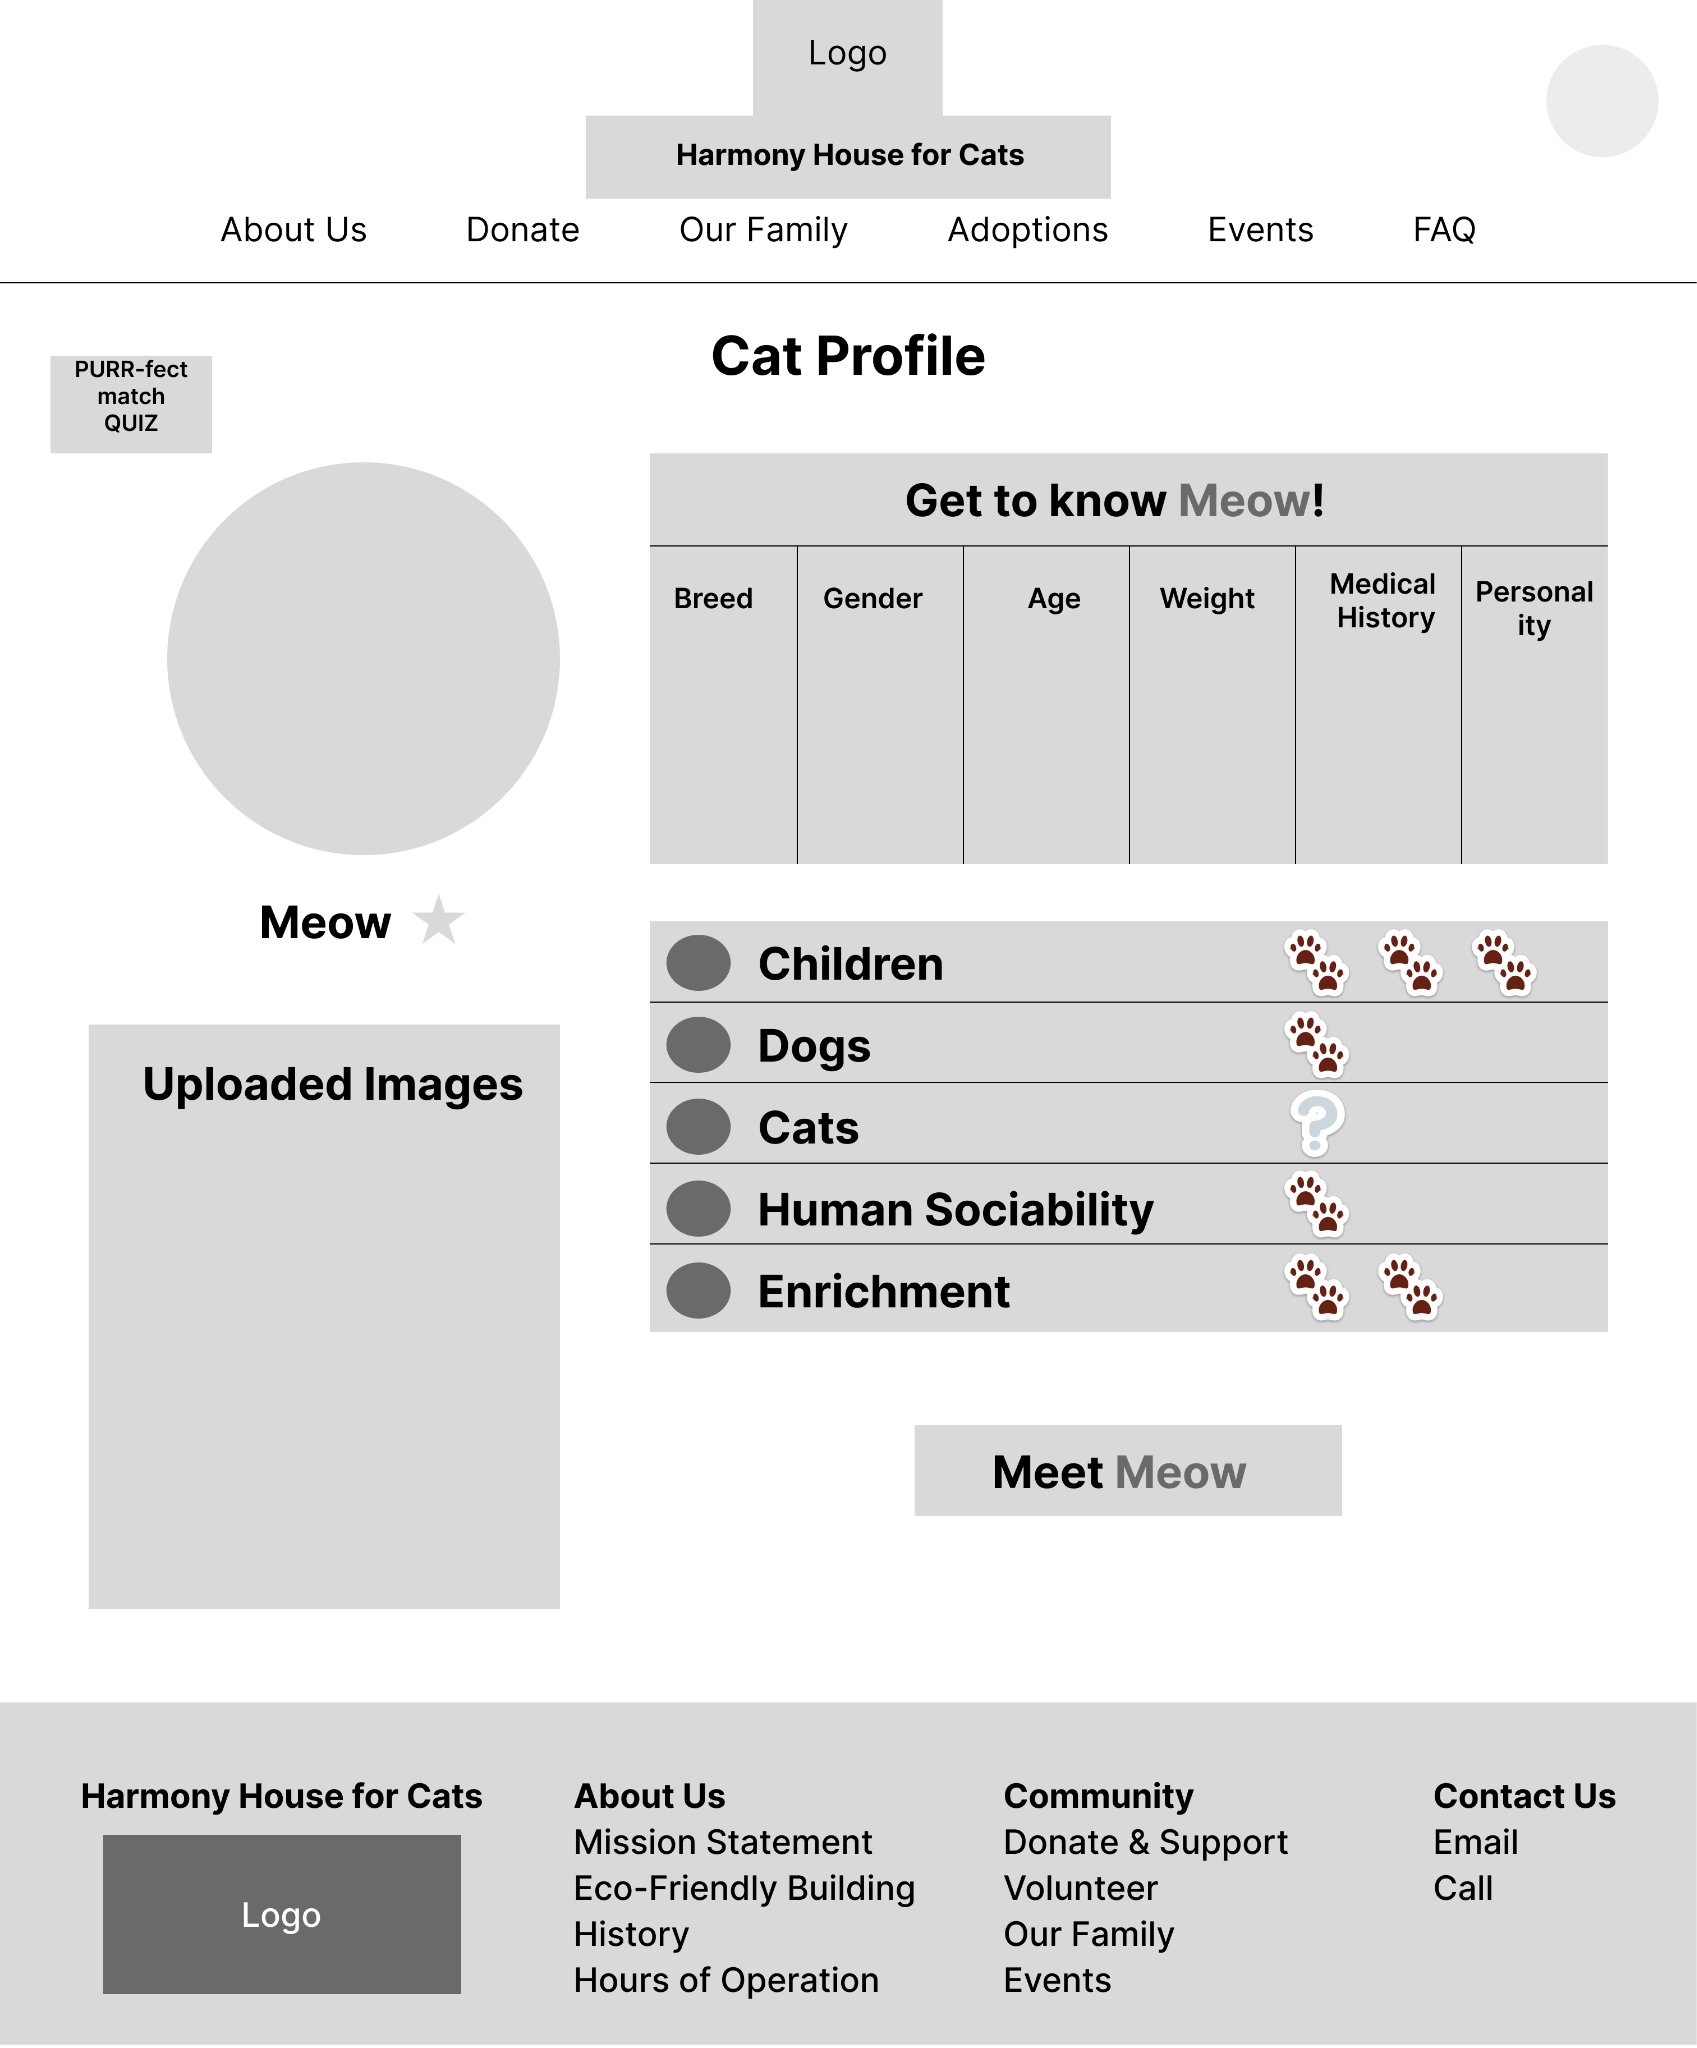 Logo
Harmony House for Cats
About Us Donate Our Family Adoptions Events FAQ
Cat Profile
PURR-fect
match
QUIZ
Get to know Meow!
Breed Gender Age Weight Medical History Personality
Meow
Children
Dogs
Cats
Human Sociability
Enrichment
Uploaded Images
Meet Meow
Harmony House for Cats
Logo
About Us
Mission Statement
Eco-Friendly Building
History
Hours of Operation
Community
Donate & Support
Volunteer
Our Family
Events
Contact Us
Email
Call